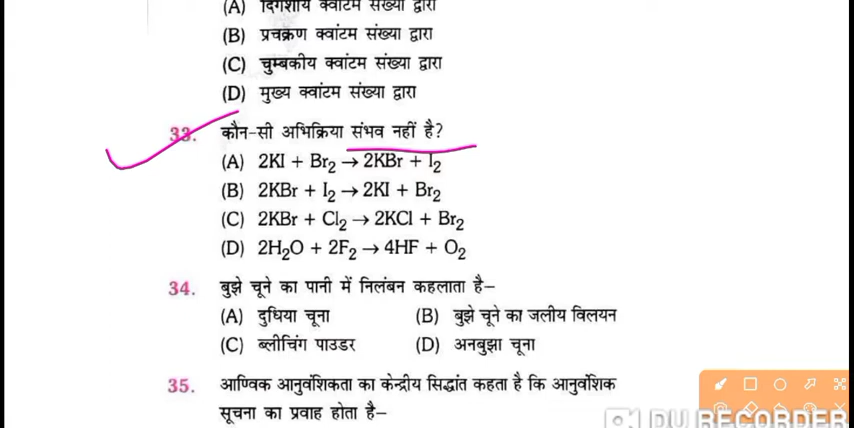 (A) दिगंशीय क्वांटम संख्या द्वारा
(B) प्रचक्रण क्वांटम संख्या द्वारा
(C) चुम्बकीय क्वांटम संख्या द्वारा
(D) मुख्य क्वांटम संख्या द्वारा
33. कौन-सी अभिक्रिया संभव नहीं है?
(A) 2KI + Br₂ → 2KBr + I₂
(B) 2KBr + I₂ → 2KI + Br₂
(C) 2KBr + Cl₂ → 2KCl + Br₂
(D) 2H₂O + 2F₂ → 4HF + O₂
34. बुझे चूने का पानी में निलंबन कहलाता है–
(A) दुधिया चूना (B) बुझे चूने का जलीय विलयन
(C) ब्लीचिंग पाउडर (D) अनबुझा चूना
35. आण्विक आनुवंशिकता का केन्द्रीय सिद्धांत कहता है कि आनुवंशिक
सूचना का प्रवाह होता है–
DU RECORDER